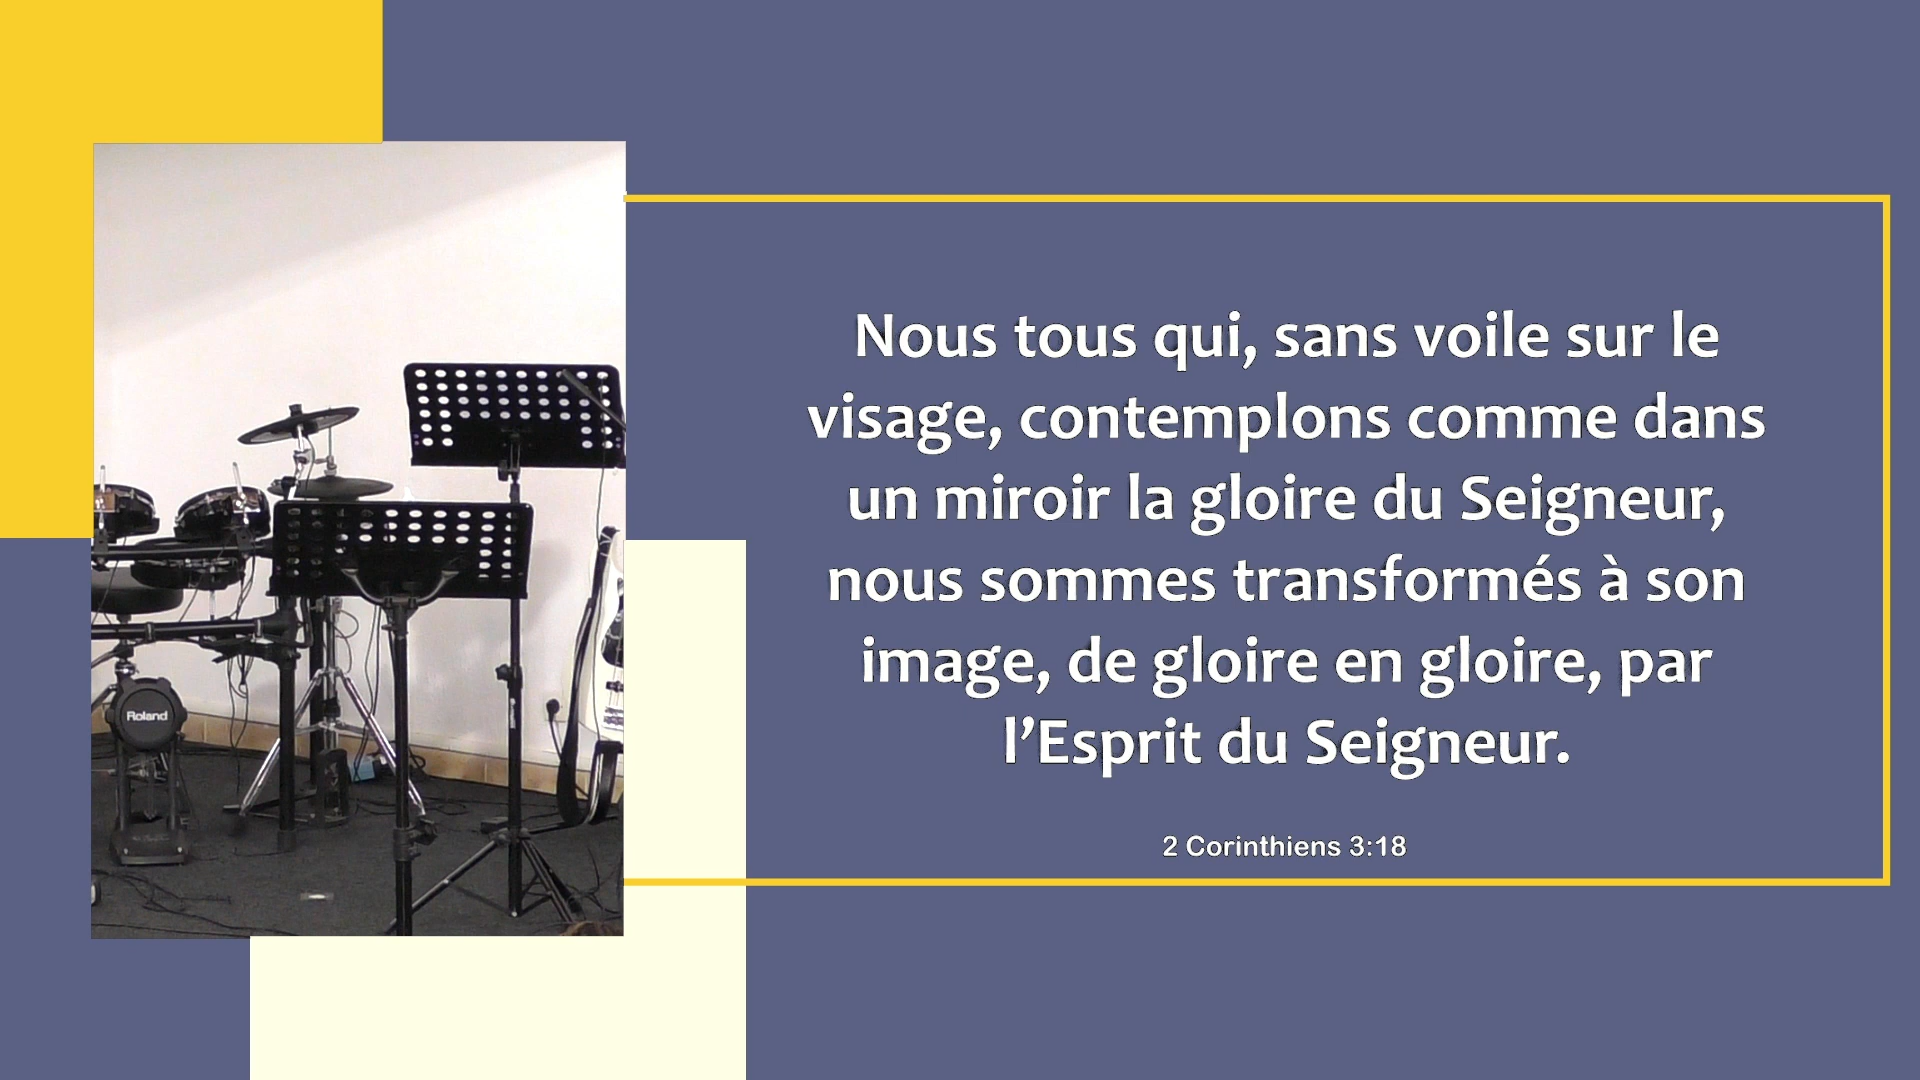 Roland
Nous tous qui, sans voile sur le
visage, contemplons comme dans
un miroir la gloire du Seigneur,
nous sommes transformés à son
image, de gloire en gloire, par
l’Esprit du Seigneur.
2 Corinthiens 3:18